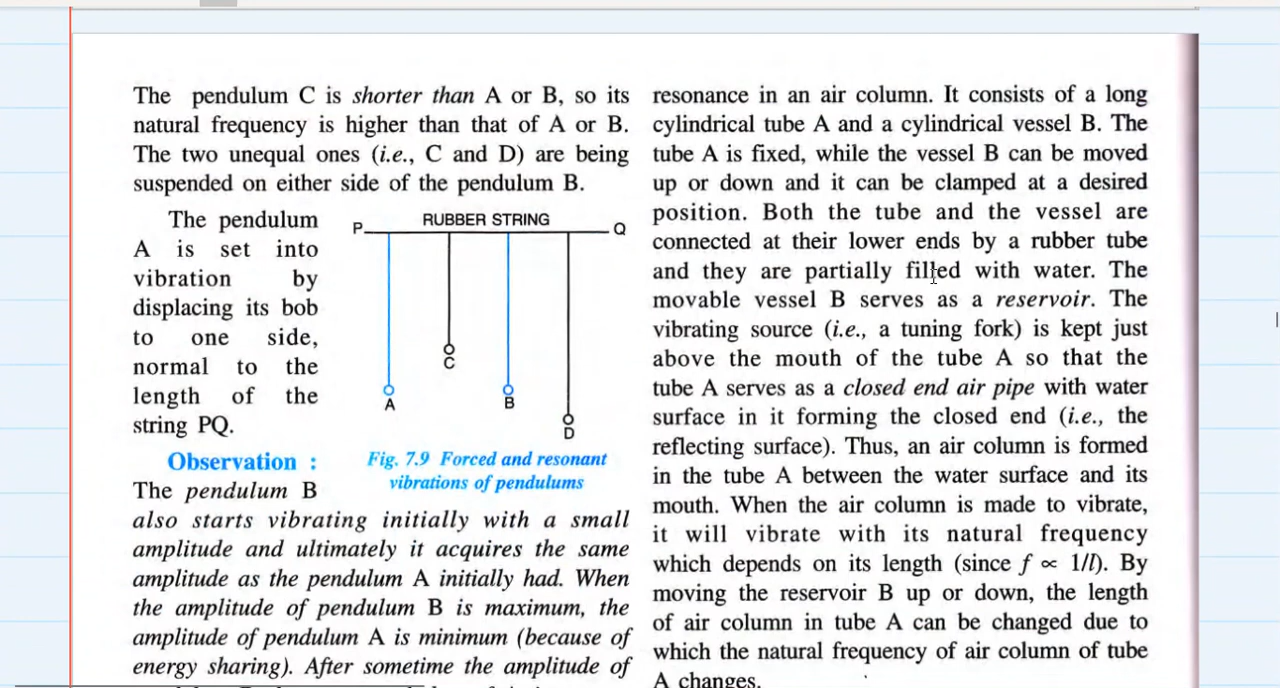 The pendulum C is shorter than A or B, so its
natural frequency is higher than that of A or B.
The two unequal ones (i.e., C and D) are being
suspended on either side of the pendulum B.
The pendulum
A is set into
vibration by
displacing its bob
to one side,
normal to the
length of the
string PQ.
P
RUBBER STRING
Q
C
A
B
D
Fig. 7.9 Forced and resonant
vibrations of pendulums
Observation :
The pendulum B
also starts vibrating initially with a small
amplitude and ultimately it acquires the same
amplitude as the pendulum A initially had. When
the amplitude of pendulum B is maximum, the
amplitude of pendulum A is minimum (because of
energy sharing). After sometime the amplitude of
resonance in an air column. It consists of a long
cylindrical tube A and a cylindrical vessel B. The
tube A is fixed, while the vessel B can be moved
up or down and it can be clamped at a desired
position. Both the tube and the vessel are
connected at their lower ends by a rubber tube
and they are partially filled with water. The
movable vessel B serves as a reservoir. The
vibrating source (i.e., a tuning fork) is kept just
above the mouth of the tube A so that the
tube A serves as a closed end air pipe with water
surface in it forming the closed end (i.e., the
reflecting surface). Thus, an air column is formed
in the tube A between the water surface and its
mouth. When the air column is made to vibrate,
it will vibrate with its natural frequency
which depends on its length (since f ∝ 1/l). By
moving the reservoir B up or down, the length
of air column in tube A can be changed due to
which the natural frequency of air column of tube
A changes.